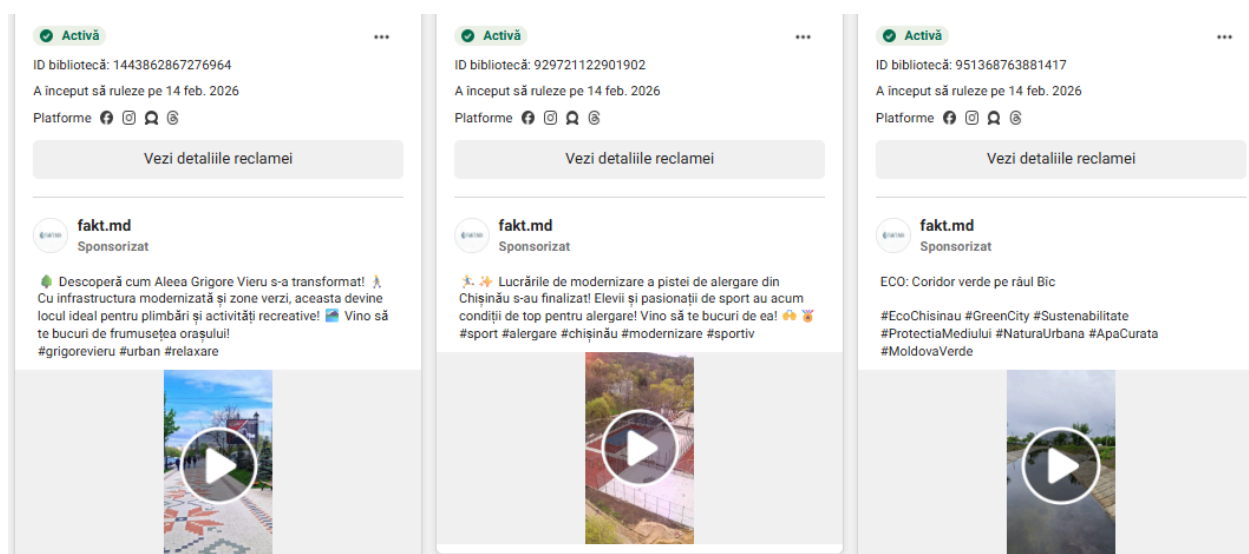 Activă
ID bibliotecă: 1443862867276964
A început să ruleze pe 14 feb. 2026
Platforme
Vezi detaliile reclamei
fakt.md
Sponsorizat
🌳 Descoperă cum Aleea Grigore Vieru s-a transformat! 🚶
Cu infrastructura modernizată și zone verzi, aceasta devine
locul ideal pentru plimbări și activități recreative! 🏞️ Vino să
te bucuri de frumusețea orașului!
#grigorevieru #urban #relaxare
Activă
ID bibliotecă: 929721122901902
A început să ruleze pe 14 feb. 2026
Platforme
Vezi detaliile reclamei
fakt.md
Sponsorizat
🏃✨ Lucrările de modernizare a pistei de alergare din
Chișinău s-au finalizat! Elevii și pasionații de sport au acum
condiții de top pentru alergare! Vino să te bucuri de ea! 🙌 🏅
#sport #alergare #chișinău #modernizare #sportiv
Activă
ID bibliotecă: 951368763881417
A început să ruleze pe 14 feb. 2026
Platforme
Vezi detaliile reclamei
fakt.md
Sponsorizat
ECO: Coridor verde pe râul Bîc
#EcoChisinau #GreenCity #Sustenabilitate
#ProtectiaMediului #NaturaUrbana #ApaCurata
#MoldovaVerde